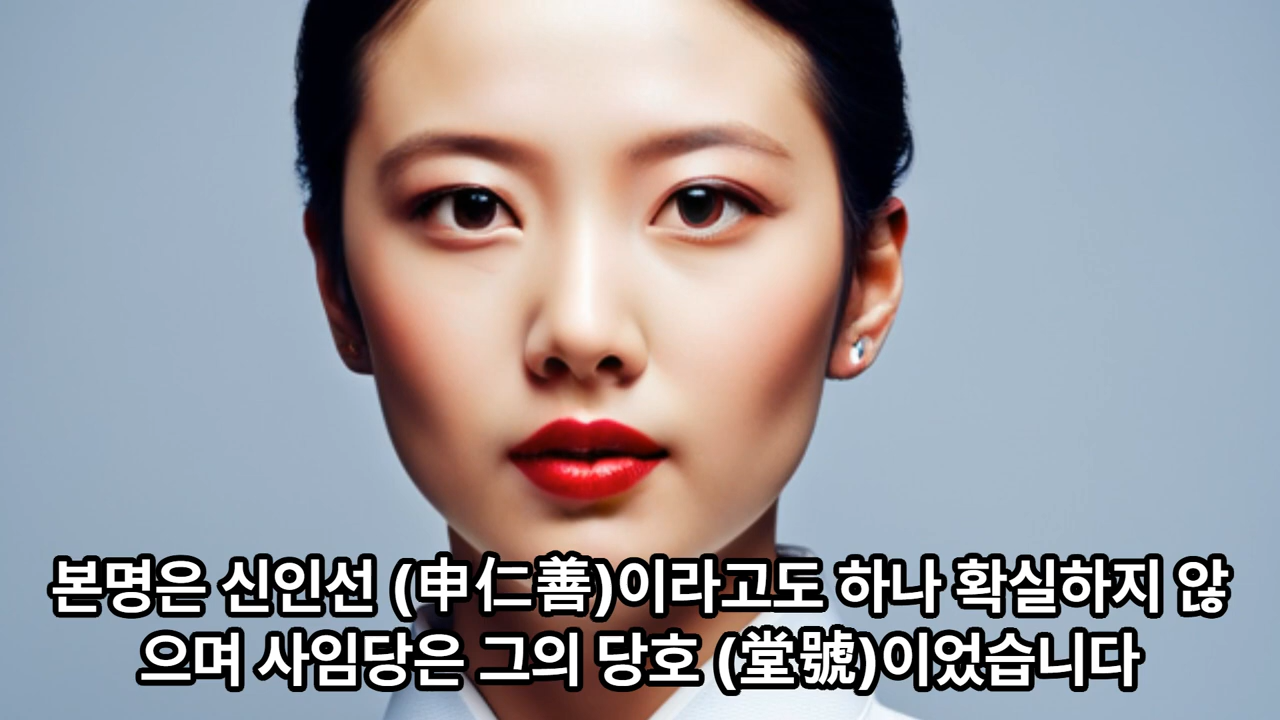 본명은 신인선 (申仁善)이라고도 하나 확실하지 않
으며 사임당은 그의 당호 (堂號)이었습니다